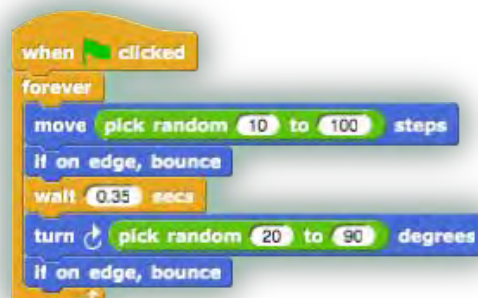 when clicked
forever
move pick random 10 to 100 steps
if on edge, bounce
wait 0.35 secs
turn pick random 20 to 90 degrees
if on edge, bounce